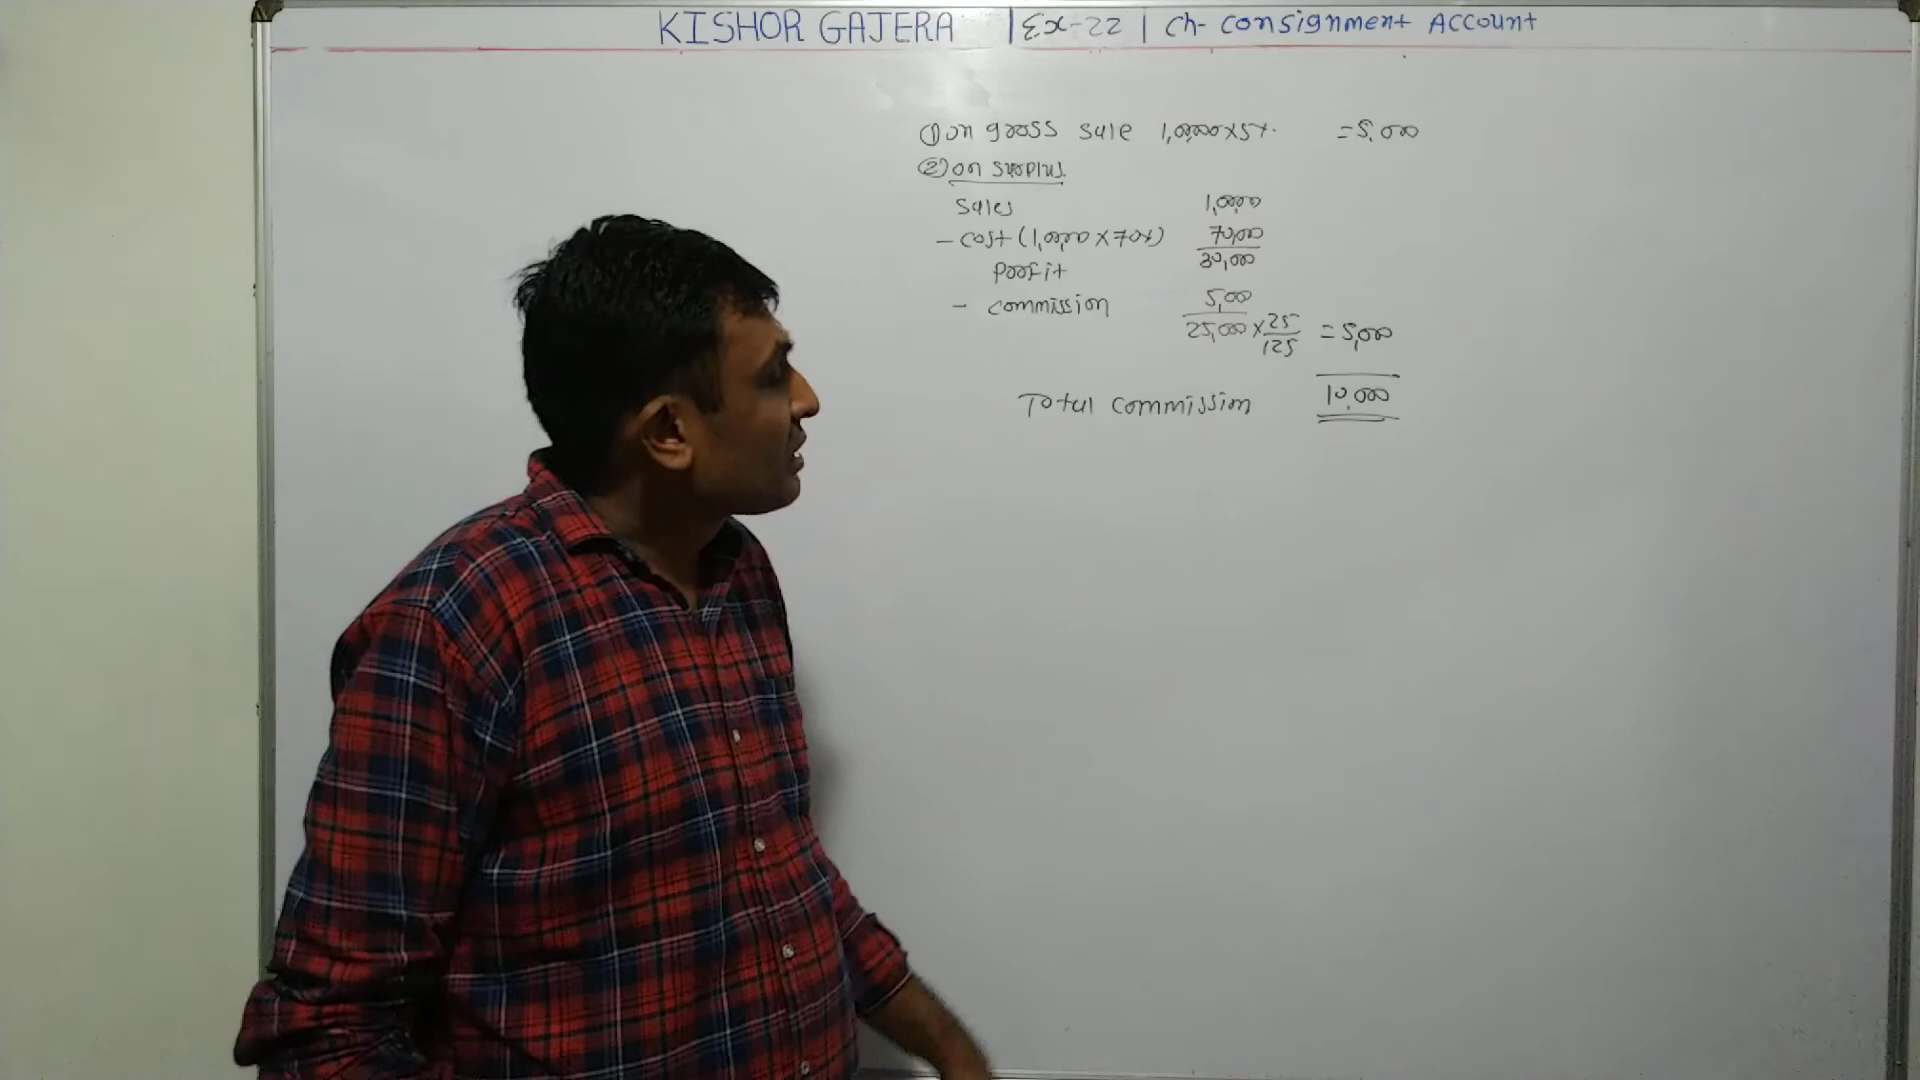 KISHOR GAJERA | Ex-22 | Ch- Consignment Account
① on gross sale 1,00,000 x 5%. = 5,000
② on surplus.
Sales 1,00,000
- cost (1,00,000 x 70%) 70,000
Profit 30,000
- commission 5,000
25,000 x 25/125 = 5,000
Total commission 10,000